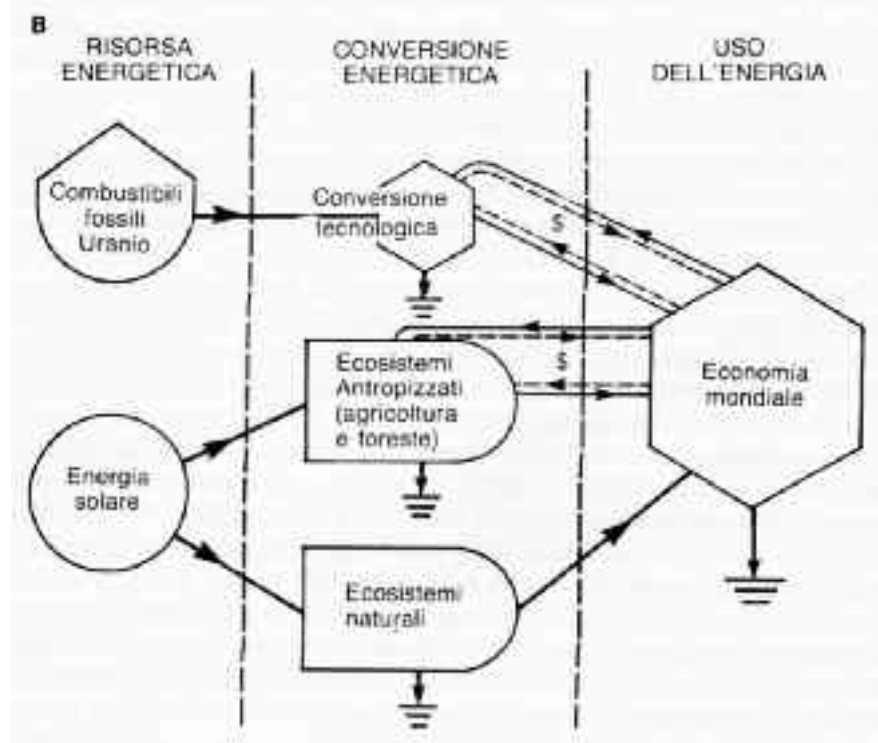 B
RISORSA
ENERGETICA
CONVERSIONE
ENERGETICA
USO
DELL'ENERGIA
Combustibili
fossili
Uranio
Conversione
tecnologica
$
Ecosistemi
Antropizzati
(agricoltura
e foreste)
$
Economia
mondiale
Energia
solare
Ecosistemi
naturali